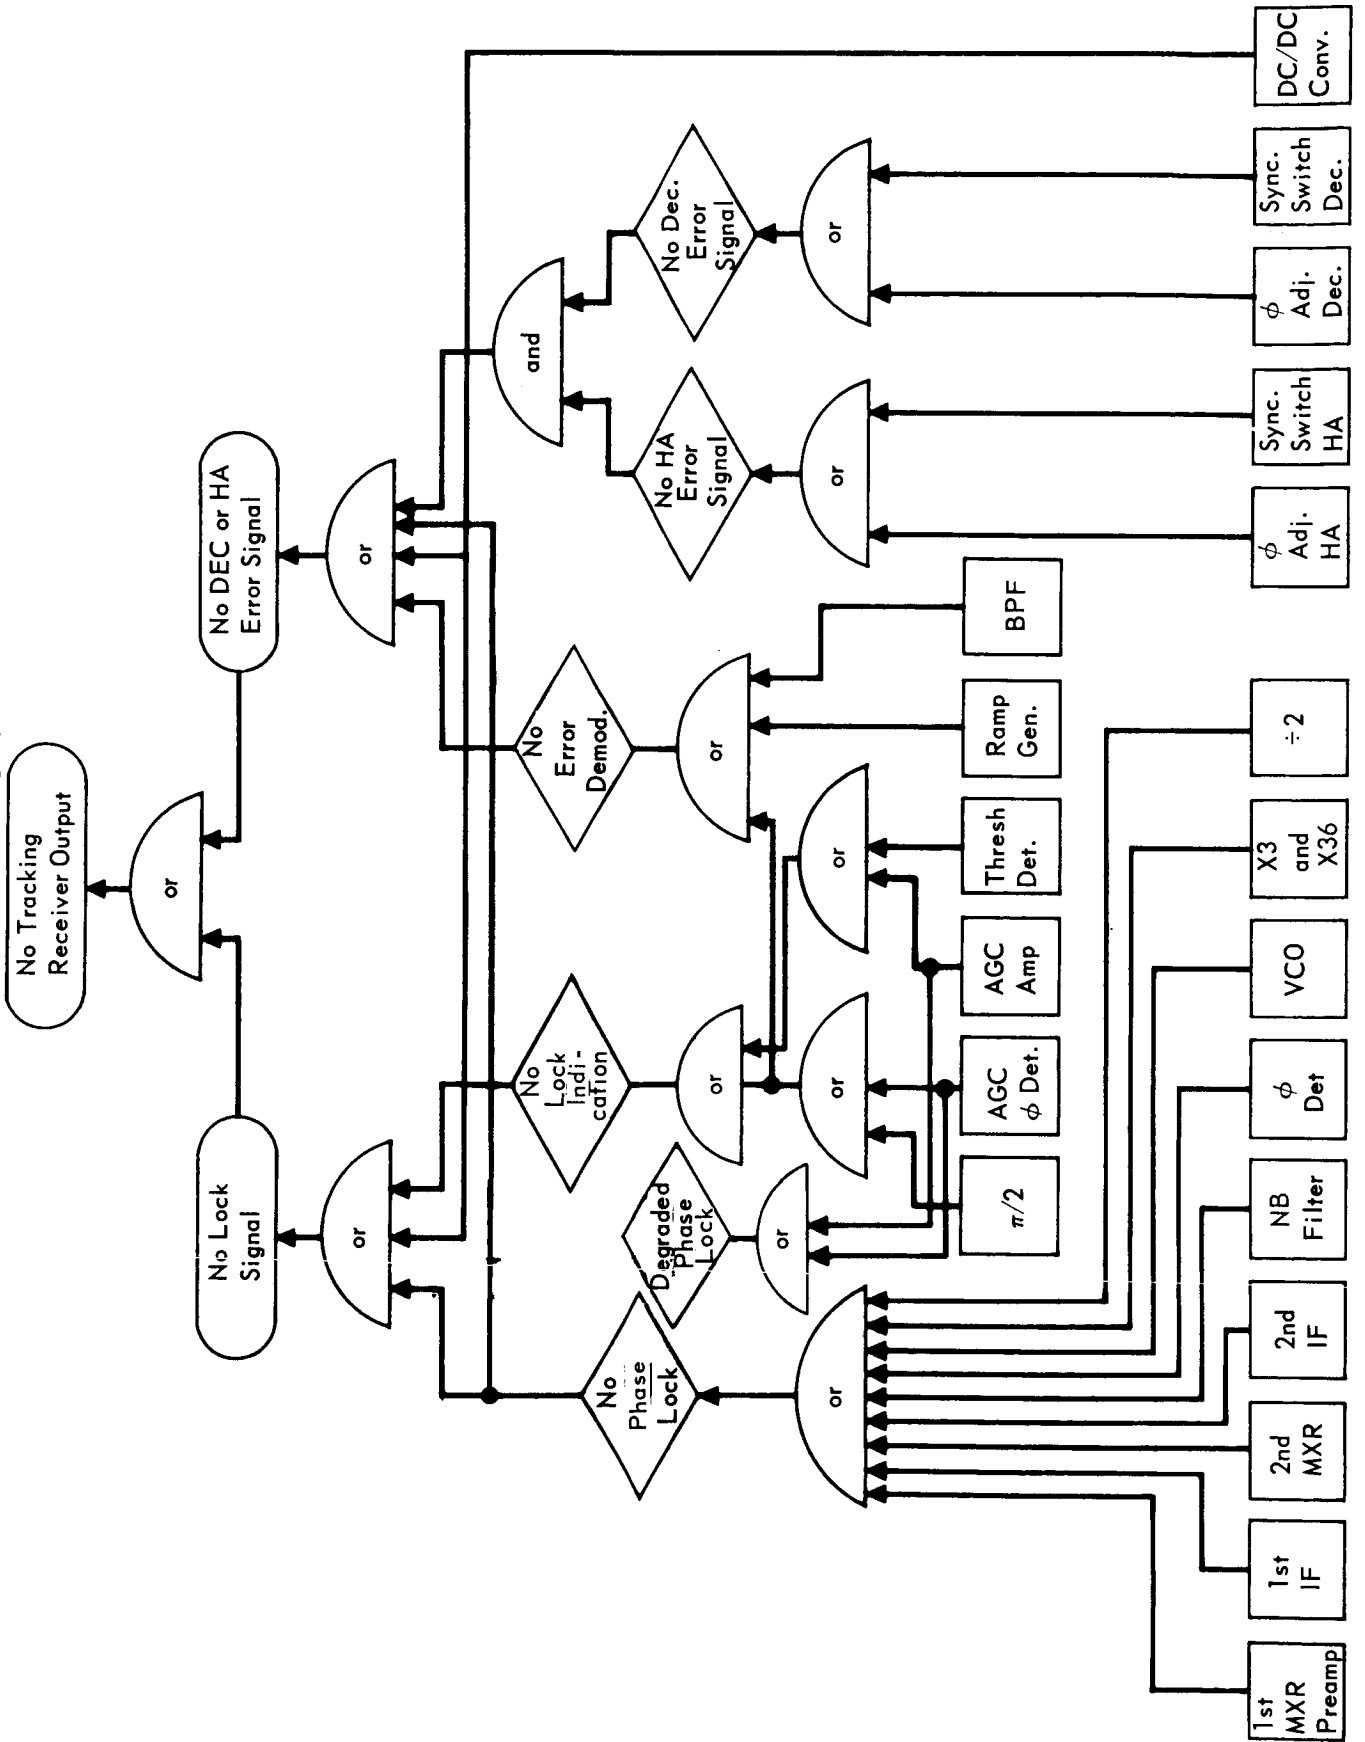 No Tracking
Receiver Output
or
No Lock
Signal
No DEC or HA
Error Signal
or
or
No
Lock
Indi-
cation
No
Error
Demod.
and
No
Phase
Lock
Degraded
Phase
Lock
No HA
Error
Signal
No Dec.
Error
Signal
or
or
or
or
or
or
or
or
π/2
AGC
ϕ Det.
AGC
Amp
Thresh
Det.
Ramp
Gen.
BPF
1st
MXR
Preamp
1st
IF
2nd
MXR
2nd
IF
NB
Filter
ϕ
Det
VCO
X3
and
X36
÷2
ϕ
Adj.
HA
Sync.
Switch
HA
ϕ
Adj.
Dec.
Sync.
Switch
Dec.
DC/DC
Conv.